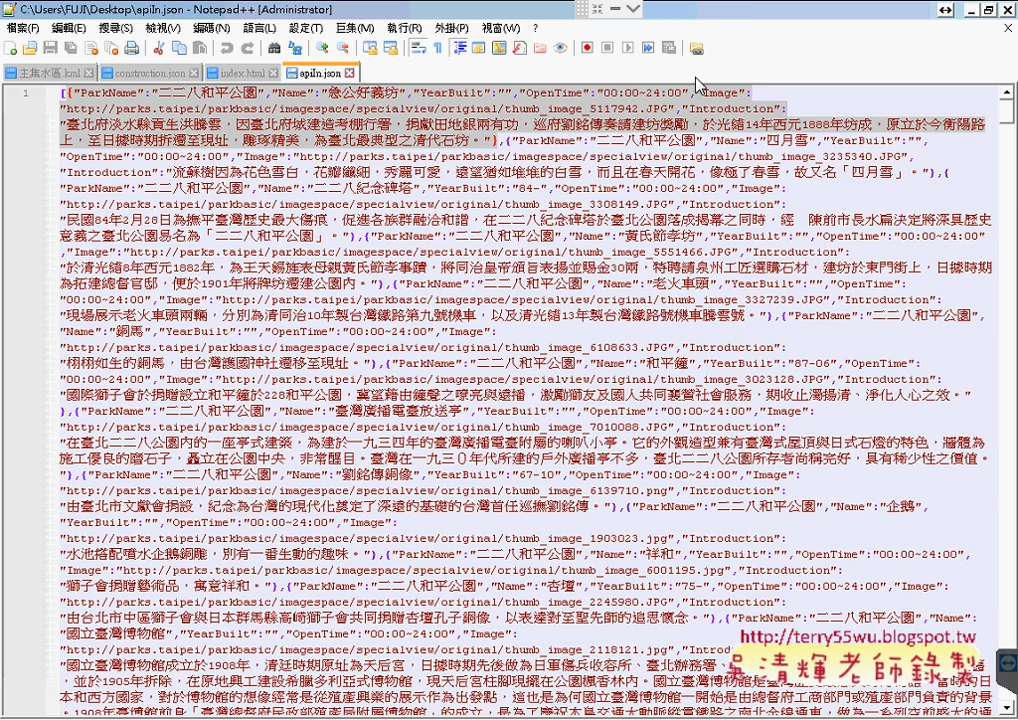 C:\Users\FUJI\Desktop\apiIn.json - Notepad++ [Administrator]
檔案(F) 編輯(E) 搜尋(S) 檢視(V) 編碼(N) 語言(L) 設定(T) 巨集(M) 執行(R) 外掛(P) 視窗(W) ?
主集水區.kml construction.json index.html apiIn.json
1 [{"ParkName":"二二八和平公園","Name":"急公好義坊","YearBuilt":"","OpenTime":"00:00~24:00","Image":
"http://parks.taipei/parkbasic/imagespace/specialview/original/thumb_image_5117942.JPG","Introduction":
"臺北府淡水縣貢生洪騰雲，因臺北府城建造考棚行署，捐獻田地銀兩有功，巡府劉銘傳奏請建坊獎勵，於光緒14年西元1888年坊成，原立於今衡陽路
上，至日據時期拆遷至現址，雕琢精美，為臺北最典型之清代石坊。"},{"ParkName":"二二八和平公園","Name":"四月雪","YearBuilt":"",
"OpenTime":"00:00~24:00","Image":"http://parks.taipei/parkbasic/imagespace/specialview/original/thumb_image_3235340.JPG",
"Introduction":"流蘇樹因為花色雪白，花瓣纖細，秀麗可愛，遠望猶如堆堆的白雪，而且在春天開花，像極了春雪，故又名「四月雪」。"},{
"ParkName":"二二八和平公園","Name":"二二八紀念碑塔","YearBuilt":"84-","OpenTime":"00:00~24:00","Image":
"http://parks.taipei/parkbasic/imagespace/specialview/original/thumb_image_3308149.JPG","Introduction":
"民國84年2月28日為撫平臺灣歷史最大傷痕，促進各族群融洽和諧，在二二八紀念碑塔於臺北公園落成揭幕之同時，經　陳前市長水扁決定將深具歷史
意義之臺北公園易名為「二二八和平公園」。"},{"ParkName":"二二八和平公園","Name":"黃氏節孝坊","YearBuilt":"","OpenTime":"00:00~24:00"
,"Image":"http://parks.taipei/parkbasic/imagespace/specialview/original/thumb_image_5551466.JPG","Introduction":
"於清光緒8年西元1882年，為王天錫旌表母親黃氏節孝事蹟，將同治皇帝頒旨表揚並賜金30兩，特聘請泉州工匠選購石材，建坊於東門街上，日據時期
為拓建總督官邸，便於1901年將牌坊遷建公園內。"},{"ParkName":"二二八和平公園","Name":"老火車頭","YearBuilt":"","OpenTime":
"00:00~24:00","Image":"http://parks.taipei/parkbasic/imagespace/specialview/original/thumb_image_3327239.JPG","Introduction":
"現場展示老火車頭兩輛，分別為清同治10年製台灣鐵路第九號機車，以及清光緒13年製台灣鐵路號機車騰雲號。"},{"ParkName":"二二八和平公園",
"Name":"銅馬","YearBuilt":"","OpenTime":"00:00~24:00","Image":
"http://parks.taipei/parkbasic/imagespace/specialview/original/thumb_image_6108633.JPG","Introduction":
"栩栩如生的銅馬，由台灣護國神社遷移至現址。"},{"ParkName":"二二八和平公園","Name":"和平鐘","YearBuilt":"87-06","OpenTime":
"00:00~24:00","Image":"http://parks.taipei/parkbasic/imagespace/specialview/original/thumb_image_3023128.JPG","Introduction":
"國際獅子會於捐贈設立和平鐘於228和平公園，冀望藉由鐘聲之嘹亮與遠播，激勵獅友及國人共同襄贊社會服務，期收止濁揚清、淨化人心之效。"
},{"ParkName":"二二八和平公園","Name":"臺灣廣播電臺放送亭","YearBuilt":"","OpenTime":"00:00~24:00","Image":
"http://parks.taipei/parkbasic/imagespace/specialview/original/thumb_image_7010088.JPG","Introduction":
"在臺北二二八公園內的一座亭式建築，為建於一九三四年的臺灣廣播電臺附屬的喇叭小亭。它的外觀造型兼有臺灣式屋頂與日式石燈的特色，牆體為
施工優良的磨石子，矗立在公園中央，非常醒目。臺灣在一九三０年代所建的戶外廣播亭不多，臺北二二八公園所存者尚稱完好，具有稀少性之價值。
"},{"ParkName":"二二八和平公園","Name":"劉銘傳銅像","YearBuilt":"67-10","OpenTime":"00:00~24:00","Image":
"http://parks.taipei/parkbasic/imagespace/specialview/original/thumb_image_6139710.png","Introduction":
"由臺北市文獻會捐設，紀念為台灣的現代化奠定了深遠的基礎的台灣首任巡撫劉銘傳。"},{"ParkName":"二二八和平公園","Name":"企鵝",
"YearBuilt":"","OpenTime":"00:00~24:00","Image":
"http://parks.taipei/parkbasic/imagespace/specialview/original/thumb_image_1903023.jpg","Introduction":
"水池搭配噴水企鵝銅雕，別有一番生動的趣味。"},{"ParkName":"二二八和平公園","Name":"祥和","YearBuilt":"","OpenTime":"00:00~24:00",
"Image":"http://parks.taipei/parkbasic/imagespace/specialview/original/thumb_image_6001195.jpg","Introduction":
"獅子會捐贈藝術品，寓意祥和。"},{"ParkName":"二二八和平公園","Name":"杏壇","YearBuilt":"75-","OpenTime":"00:00~24:00","Image":
"http://parks.taipei/parkbasic/imagespace/specialview/original/thumb_image_2245980.JPG","Introduction":
"由台北市中區獅子會與日本群馬縣高崎獅子會共同捐贈杏壇孔子銅像，以表達對至聖先師的追思懷念。"},{"ParkName":"二二八和平公園",
"Name":"國立臺灣博物館","YearBuilt":"","OpenTime":"00:00~24:00","Image":
"http://parks.taipei/parkbasic/imagespace/specialview/original/thumb_image_2118121.jpg",
"國立臺灣博物館成立於1908年，清廷時期原址為天后宮，日據時期先後做為日軍傷兵收容所、臺北辦務署、
，並於1905年拆除，在原地興工建設希臘多利亞式博物館，現天后宮柱腳現擺在公園樞香林內。國立臺灣博物館是
本和西方國家，對於博物館的想像經常是從殖產興業的展示作為出發點，這也是為何國立臺灣博物館一開始是由總督府工商部門或殖產部門負責的背景
http://terry55wu.blogspot.tw
吳清輝老師錄製